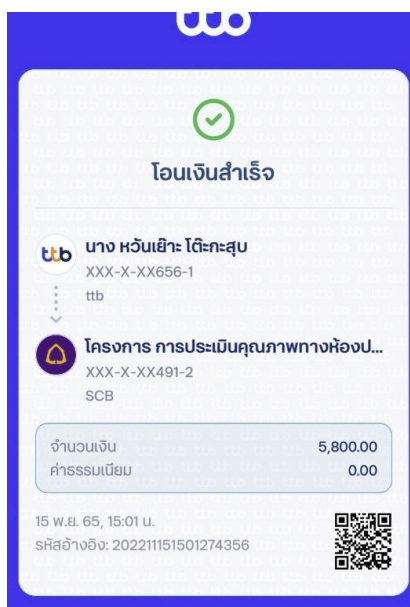 ttb
โอนเงินสำเร็จ
ttb นาง หวันเย๊าะ โต๊ะกะสุบ
XXX-X-XX656-1
ttb
โครงการ การประเมินคุณภาพทางห้องป...
XXX-X-XX491-2
SCB
จำนวนเงิน 5,800.00
ค่าธรรมเนียม 0.00
15 พ.ย. 65, 15:01 น.
รหัสอ้างอิง: 202211151501274356